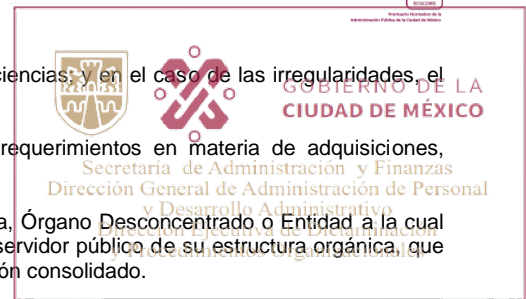 Prontuario Normativo de la
Administración Pública de la Ciudad de México
ciencias; y en el caso de las irregularidades, el
GOBIERNO DE LA
CIUDAD DE MÉXICO
requerimientos en materia de adquisiciones,
Secretaría de Administración y Finanzas
Dirección General de Administración de Personal
y Desarrollo Administrativo
a, Órgano Desconcentrado o Entidad a la cual
Dirección Ejecutiva de Dictaminación
servidor público de su estructura orgánica, que
y Procedimientos Organizacionales
ón consolidado.